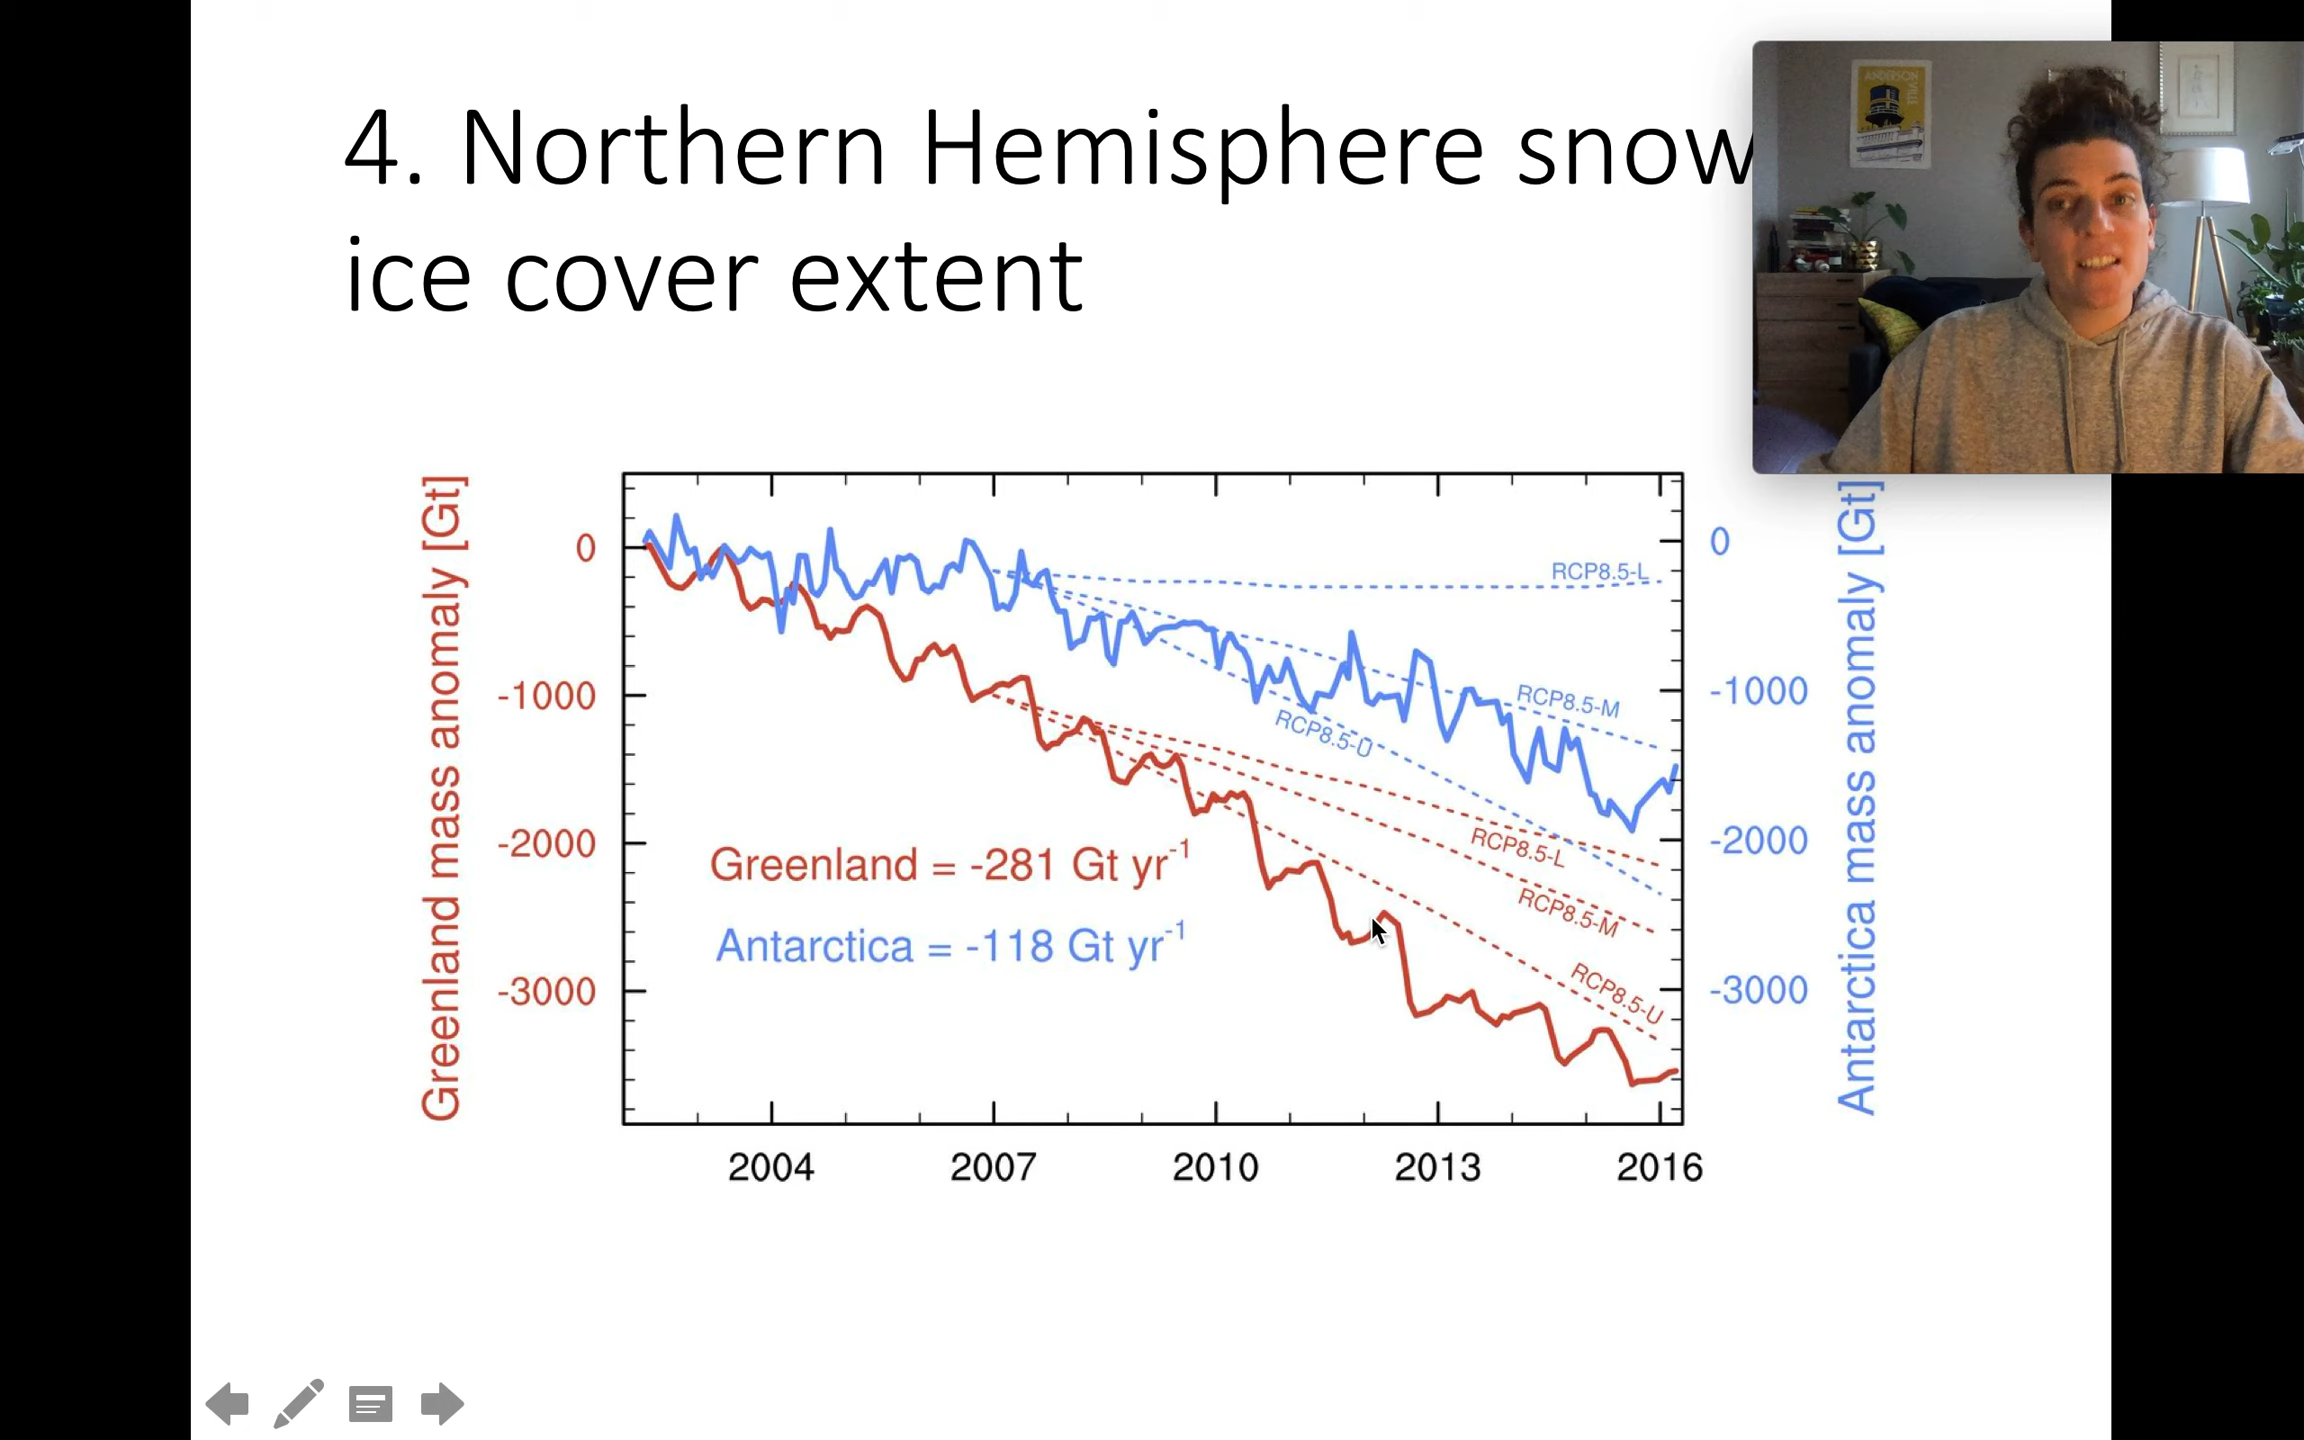 4. Northern Hemisphere snow
ice cover extent
ANDERSON
VILLE
Greenland mass anomaly [Gt]
0
-1000
-2000
-3000
RCP8.5-L
RCP8.5-M
RCP8.5-U
RCP8.5-L
RCP8.5-M
RCP8.5-U
Greenland = -281 Gt yr-1
Antarctica = -118 Gt yr-1
0
-1000
-2000
-3000
Antarctica mass anomaly [Gt]
2004 2007 2010 2013 2016